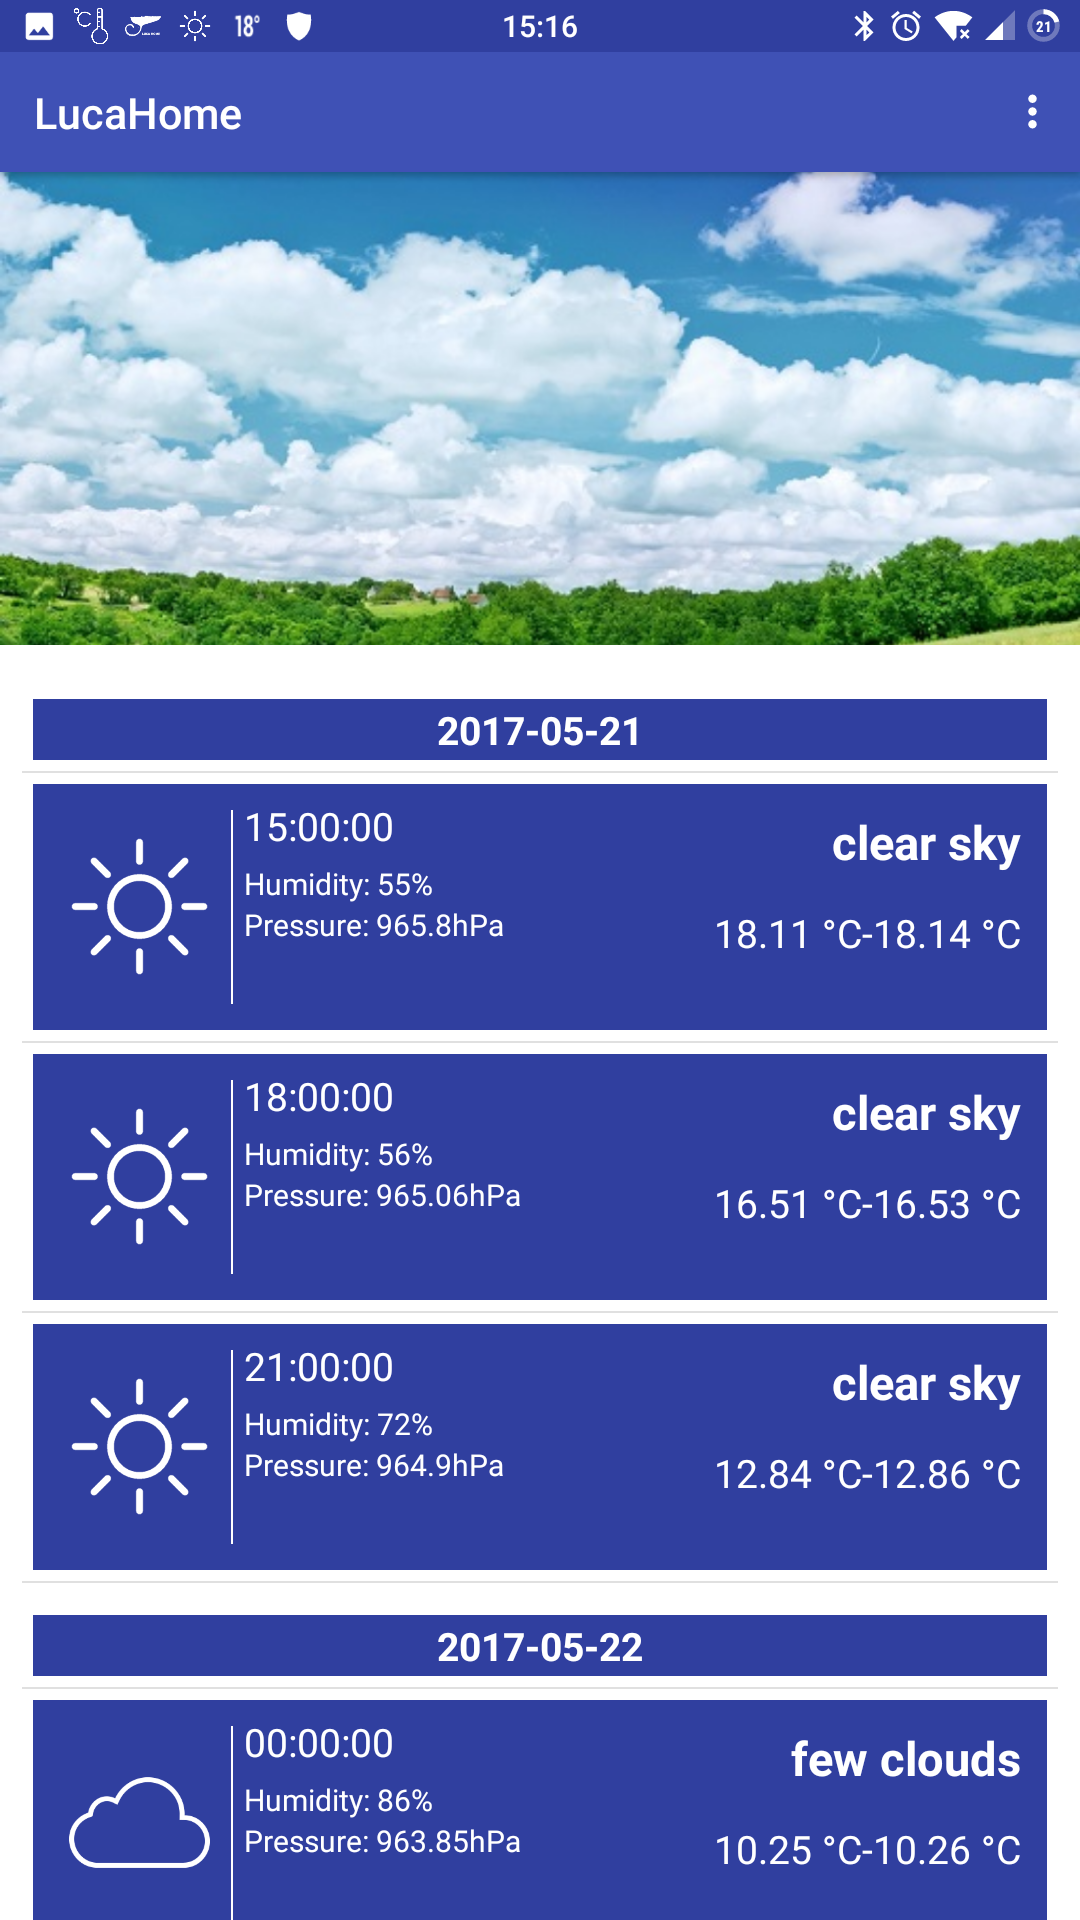 18°
15:16
21
LucaHome
2017-05-21
15:00:00
clear sky
Humidity: 55%
Pressure: 965.8hPa
18.11 °C-18.14 °C
18:00:00
clear sky
Humidity: 56%
Pressure: 965.06hPa
16.51 °C-16.53 °C
21:00:00
clear sky
Humidity: 72%
Pressure: 964.9hPa
12.84 °C-12.86 °C
2017-05-22
00:00:00
few clouds
Humidity: 86%
Pressure: 963.85hPa
10.25 °C-10.26 °C